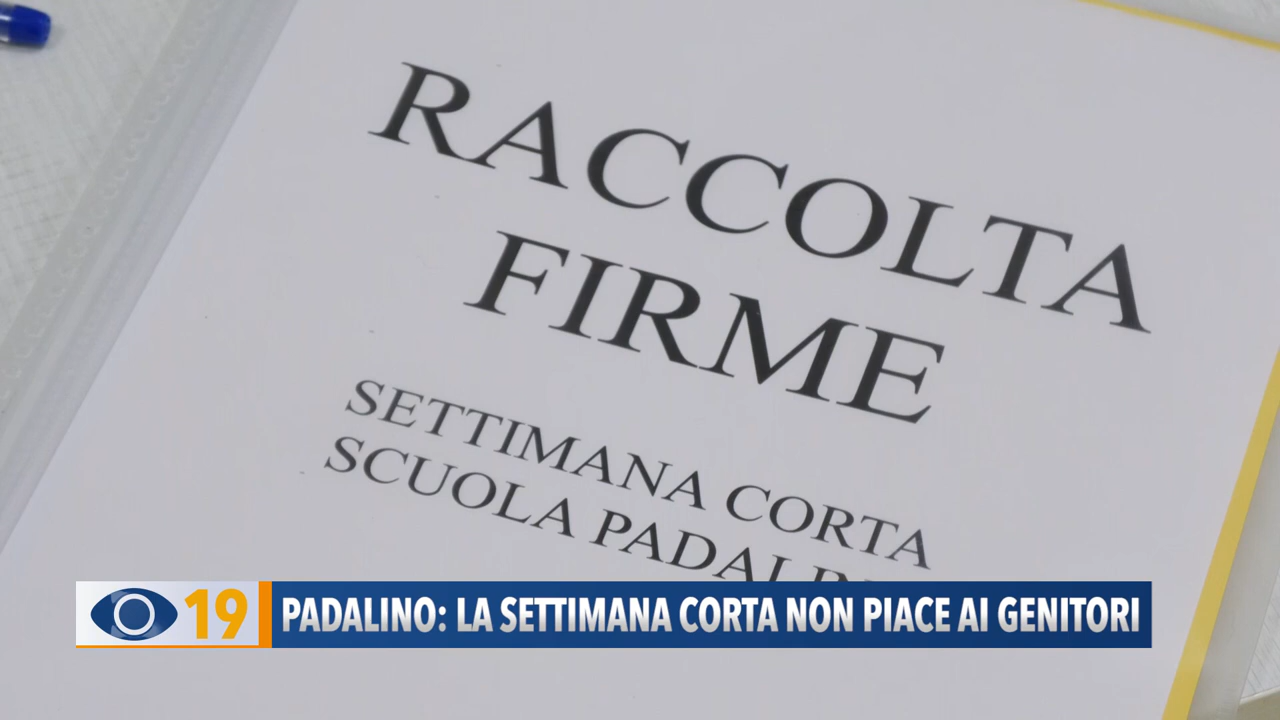 RACCOLTA
FIRME
SETTIMANA CORTA
SCUOLA
19
PADALINO: LA SETTIMANA CORTA NON PIACE AI GENITORI